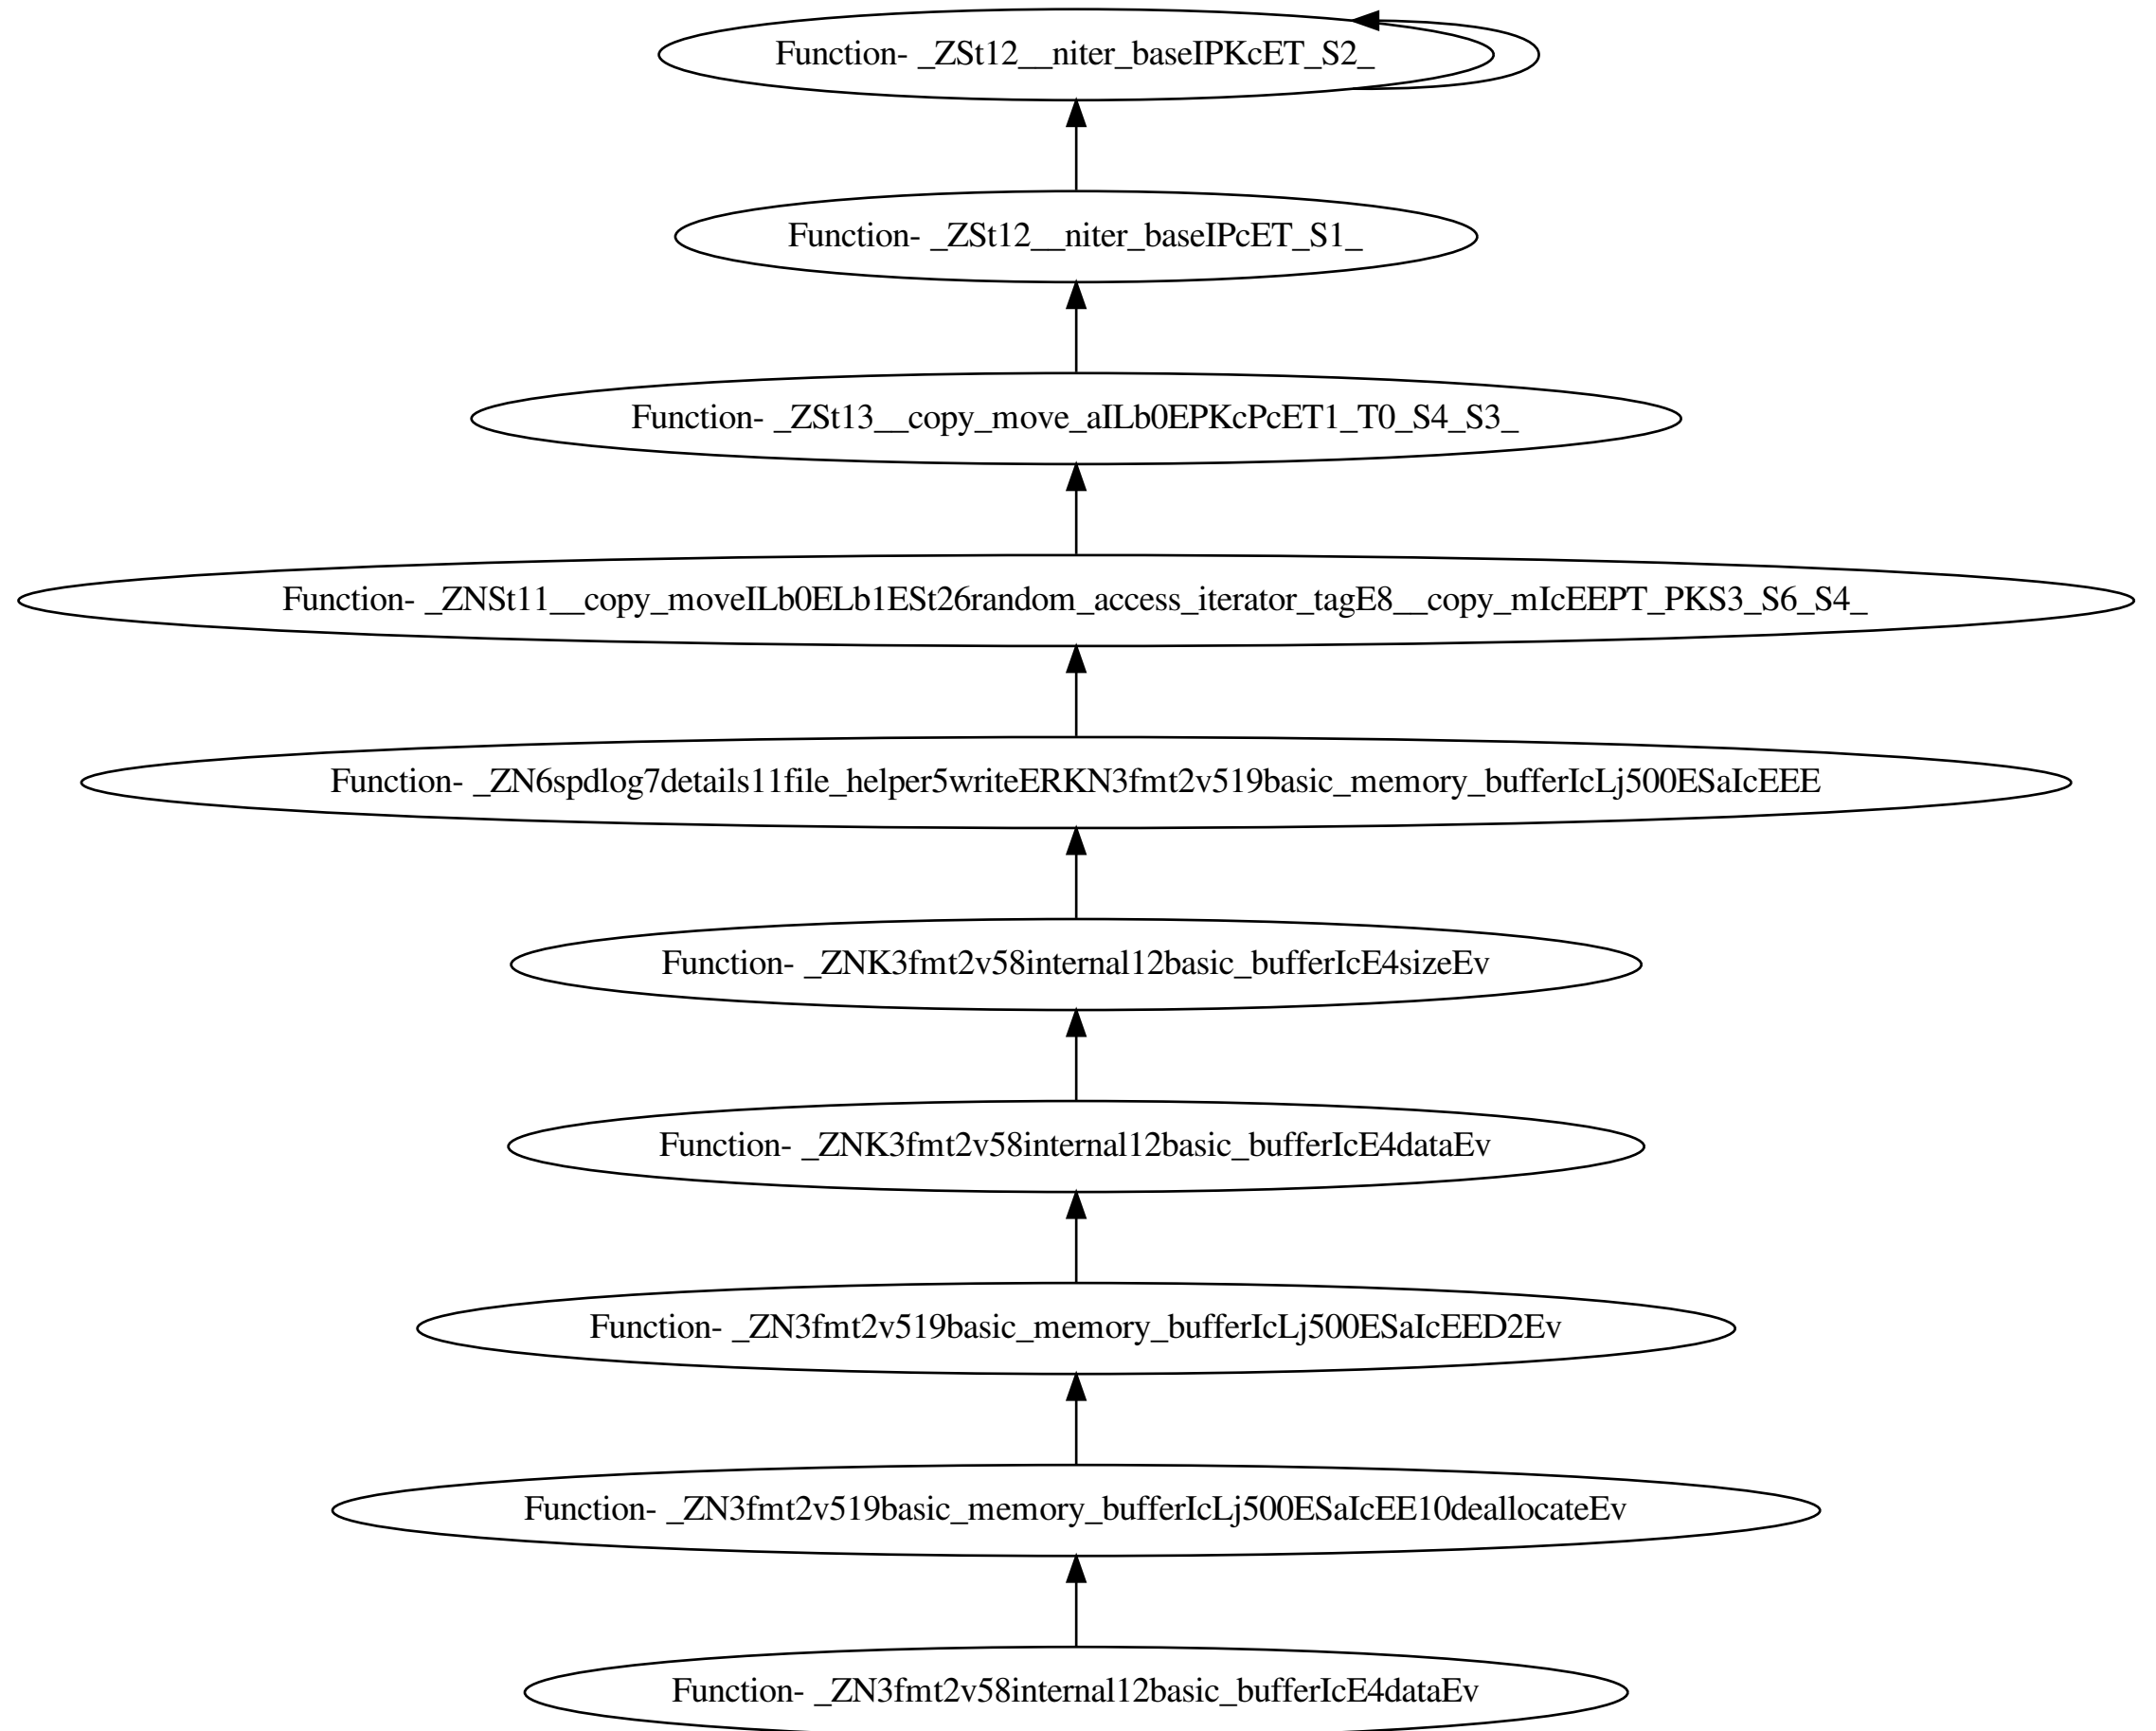 Function- _ZSt12__niter_baseIPKcET_S2_
Function- _ZSt12__niter_baseIPcET_S1_
Function- _ZSt13__copy_move_aILb0EPKcPcET1_T0_S4_S3_
Function- _ZNSt11__copy_moveILb0ELb1ESt26random_access_iterator_tagE8__copy_mIcEEPT_PKS3_S6_S4_
Function- _ZN6spdlog7details11file_helper5writeERKN3fmt2v519basic_memory_bufferIcLj500ESaIcEEE
Function- _ZNK3fmt2v58internal12basic_bufferIcE4sizeEv
Function- _ZNK3fmt2v58internal12basic_bufferIcE4dataEv
Function- _ZN3fmt2v519basic_memory_bufferIcLj500ESaIcEED2Ev
Function- _ZN3fmt2v519basic_memory_bufferIcLj500ESaIcEE10deallocateEv
Function- _ZN3fmt2v58internal12basic_bufferIcE4dataEv